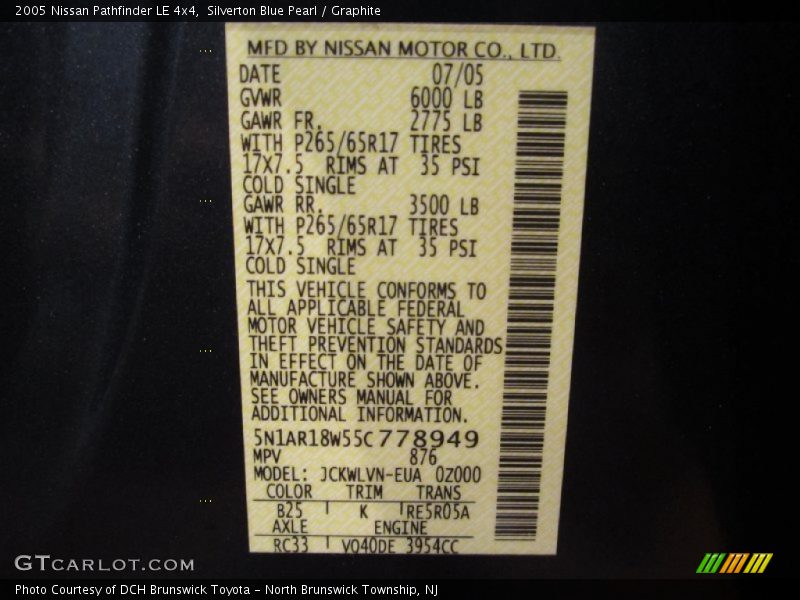 2005 Nissan Pathfinder LE 4x4,  Silverton Blue Pearl / Graphite
MFD BY NISSAN MOTOR CO., LTD.
DATE 07/05
GVWR 6000 LB
GAWR FR. 2775 LB
WITH P265/65R17 TIRES
17X7.5 RIMS AT 35 PSI
COLD SINGLE
GAWR RR. 3500 LB
WITH P265/65R17 TIRES
17X7.5 RIMS AT 35 PSI
COLD SINGLE
THIS VEHICLE CONFORMS TO
ALL APPLICABLE FEDERAL
MOTOR VEHICLE SAFETY AND
THEFT PREVENTION STANDARDS
IN EFFECT ON THE DATE OF
MANUFACTURE SHOWN ABOVE.
SEE OWNERS MANUAL FOR
ADDITIONAL INFORMATION.
5N1AR18W55C778949
MPV 876
MODEL: JCKWLVN-EUA 0Z000
COLOR TRIM TRANS
B25 K RE5R05A
AXLE ENGINE
RC33 VQ40DE 3954CC
GTCARLOT.COM
Photo Courtesy of DCH Brunswick Toyota - North Brunswick Township, NJ